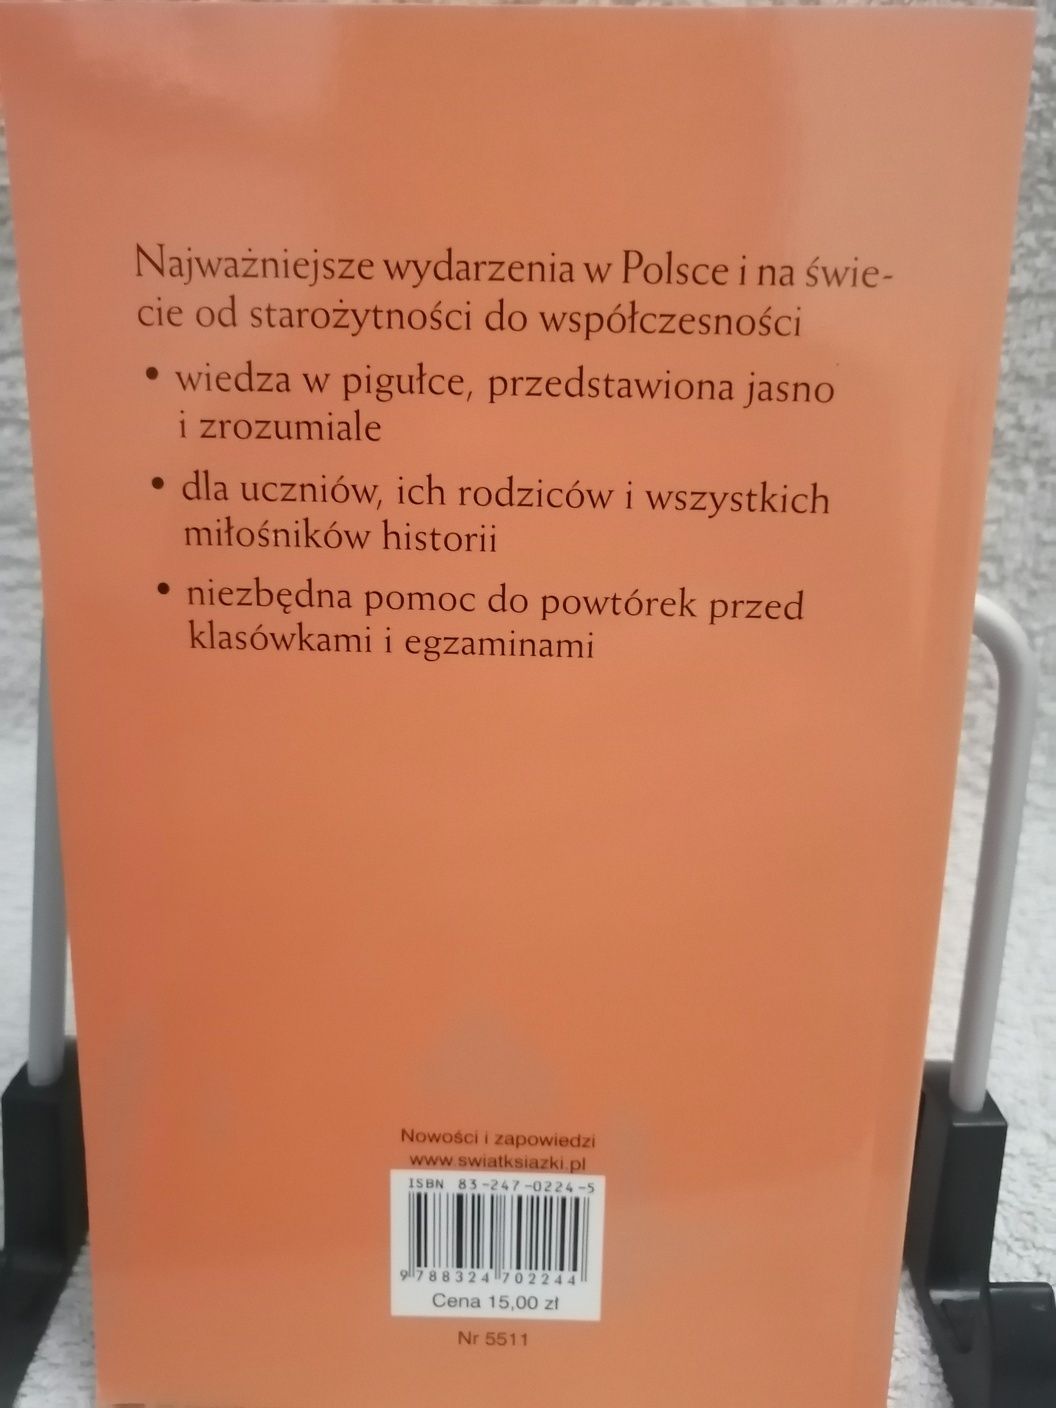 Najważniejsze wydarzenia w Polsce i na świe-
cie od starożytności do współczesności
• wiedza w pigułce, przedstawiona jasno
i zrozumiale
• dla uczniów, ich rodziców i wszystkich
miłośników historii
• niezbędna pomoc do powtórek przed
klasówkami i egzaminami
Nowości i zapowiedzi
www.swiatksiazki.pl
ISBN 83-247-0224-5
9 788324 702244
Cena 15,00 zł
Nr 5511